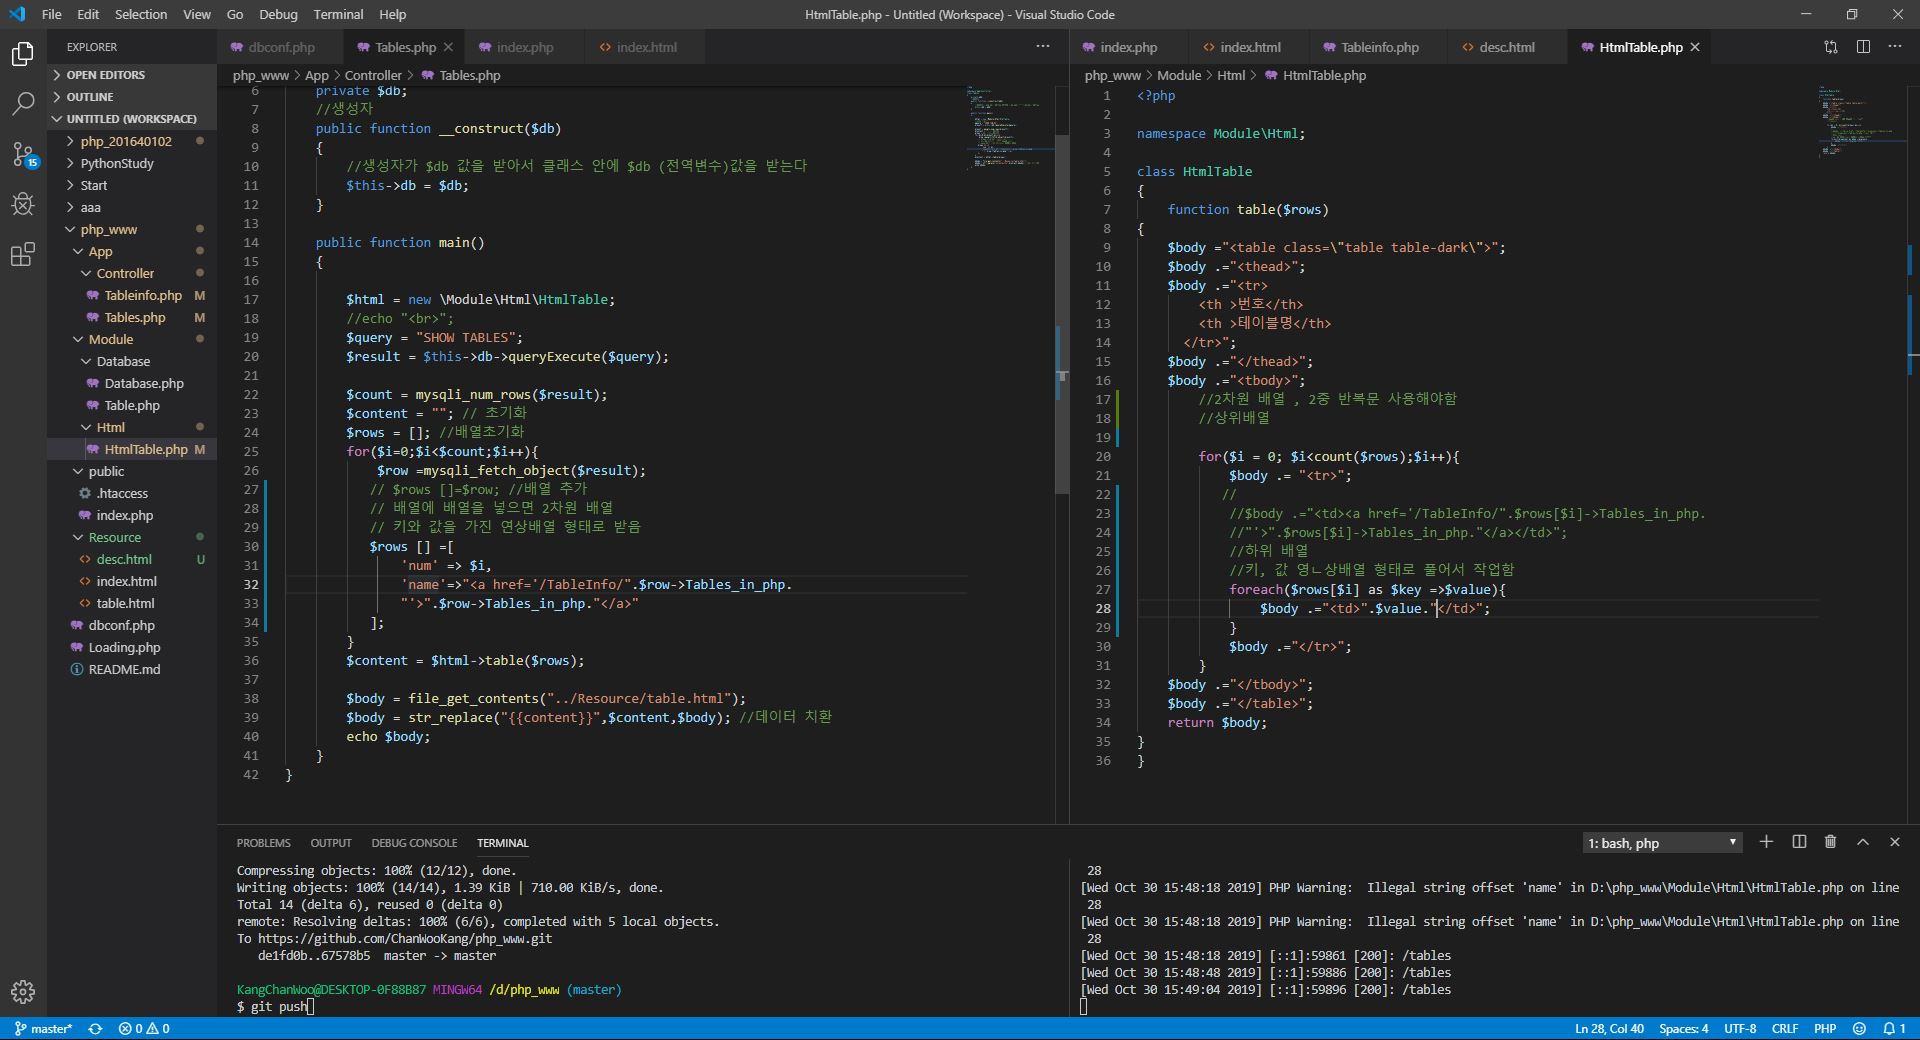 File Edit Selection View Go Debug Terminal Help
HtmlTable.php - Untitled (Workspace) - Visual Studio Code
EXPLORER
OPEN EDITORS
OUTLINE
UNTITLED (WORKSPACE)
php_201640102
PythonStudy
Start
aaa
php_www
App
Controller
Tableinfo.php M
Tables.php M
Module
Database
Database.php
Table.php
Html
HtmlTable.php M
public
.htaccess
index.php
Resource
desc.html U
index.html
table.html
dbconf.php
Loading.php
README.md
15
dbconf.php Tables.php index.php index.html
php_www > App > Controller > Tables.php
6 private $db;
7 //생성자
8 public function __construct($db)
9 {
10 //생성자가 $db 값을 받아서 클래스 안에 $db (전역변수)값을 받는다
11 $this->db = $db;
12 }
13
14 public function main()
15 {
16
17 $html = new \Module\Html\HtmlTable;
18 //echo "<br>";
19 $query = "SHOW TABLES";
20 $result = $this->db->queryExecute($query);
21
22 $count = mysqli_num_rows($result);
23 $content = ""; // 초기화
24 $rows = []; //배열초기화
25 for($i=0;$i<$count;$i++){
26 $row =mysqli_fetch_object($result);
27 // $rows []=$row; //배열 추가
28 // 배열에 배열을 넣으면 2차원 배열
29 // 키와 값을 가진 연상배열 형태로 받음
30 $rows [] =[
31 'num' => $i,
32 'name'=>"<a href='/TableInfo/".$row->Tables_in_php.
33 "'>".$row->Tables_in_php."</a>"
34 ];
35 }
36 $content = $html->table($rows);
37
38 $body = file_get_contents("../Resource/table.html");
39 $body = str_replace("{{content}}",$content,$body); //데이터 치환
40 echo $body;
41 }
42 }
index.php index.html Tableinfo.php desc.html HtmlTable.php
php_www > Module > Html > HtmlTable.php
1 <?php
2
3 namespace Module\Html;
4
5 class HtmlTable
6 {
7 function table($rows)
8 {
9 $body ="<table class=\"table table-dark\">";
10 $body .="<thead>";
11 $body .="<tr>
12 <th >번호</th>
13 <th >테이블명</th>
14 </tr>";
15 $body .="</thead>";
16 $body .="<tbody>";
17 //2차원 배열 , 2중 반복문 사용해야함
18 //상위배열
19
20 for($i = 0; $i<count($rows);$i++){
21 $body .= "<tr>";
22 //
23 //$body .="<td><a href='/TableInfo/".$rows[$i]->Tables_in_php.
24 //"'>".$rows[$i]->Tables_in_php."</a></td>";
25 //하위 배열
26 //키, 값 영ㄴ상배열 형태로 풀어서 작업함
27 foreach($rows[$i] as $key =>$value){
28 $body .="<td>".$value."</td>";
29 }
30 $body .="</tr>";
31 }
32 $body .="</tbody>";
33 $body .="</table>";
34 return $body;
35 }
36 }
PROBLEMS OUTPUT DEBUG CONSOLE TERMINAL
1: bash, php
Compressing objects: 100% (12/12), done.
Writing objects: 100% (14/14), 1.39 KiB | 710.00 KiB/s, done.
Total 14 (delta 6), reused 0 (delta 0)
remote: Resolving deltas: 100% (6/6), completed with 5 local objects.
To https://github.com/ChanWooKang/php_www.git
de1fd0b..67578b5 master -> master
KangChanWoo@DESKTOP-0F88B87 MINGW64 /d/php_www (master)
$ git push
28
[Wed Oct 30 15:48:18 2019] PHP Warning: Illegal string offset 'name' in D:\php_www\Module\Html\HtmlTable.php on line
28
[Wed Oct 30 15:48:18 2019] PHP Warning: Illegal string offset 'name' in D:\php_www\Module\Html\HtmlTable.php on line
28
[Wed Oct 30 15:48:18 2019] [::1]:59861 [200]: /tables
[Wed Oct 30 15:48:48 2019] [::1]:59886 [200]: /tables
[Wed Oct 30 15:49:04 2019] [::1]:59896 [200]: /tables
master* 0 0
Ln 28, Col 40 Spaces: 4 UTF-8 CRLF PHP 1